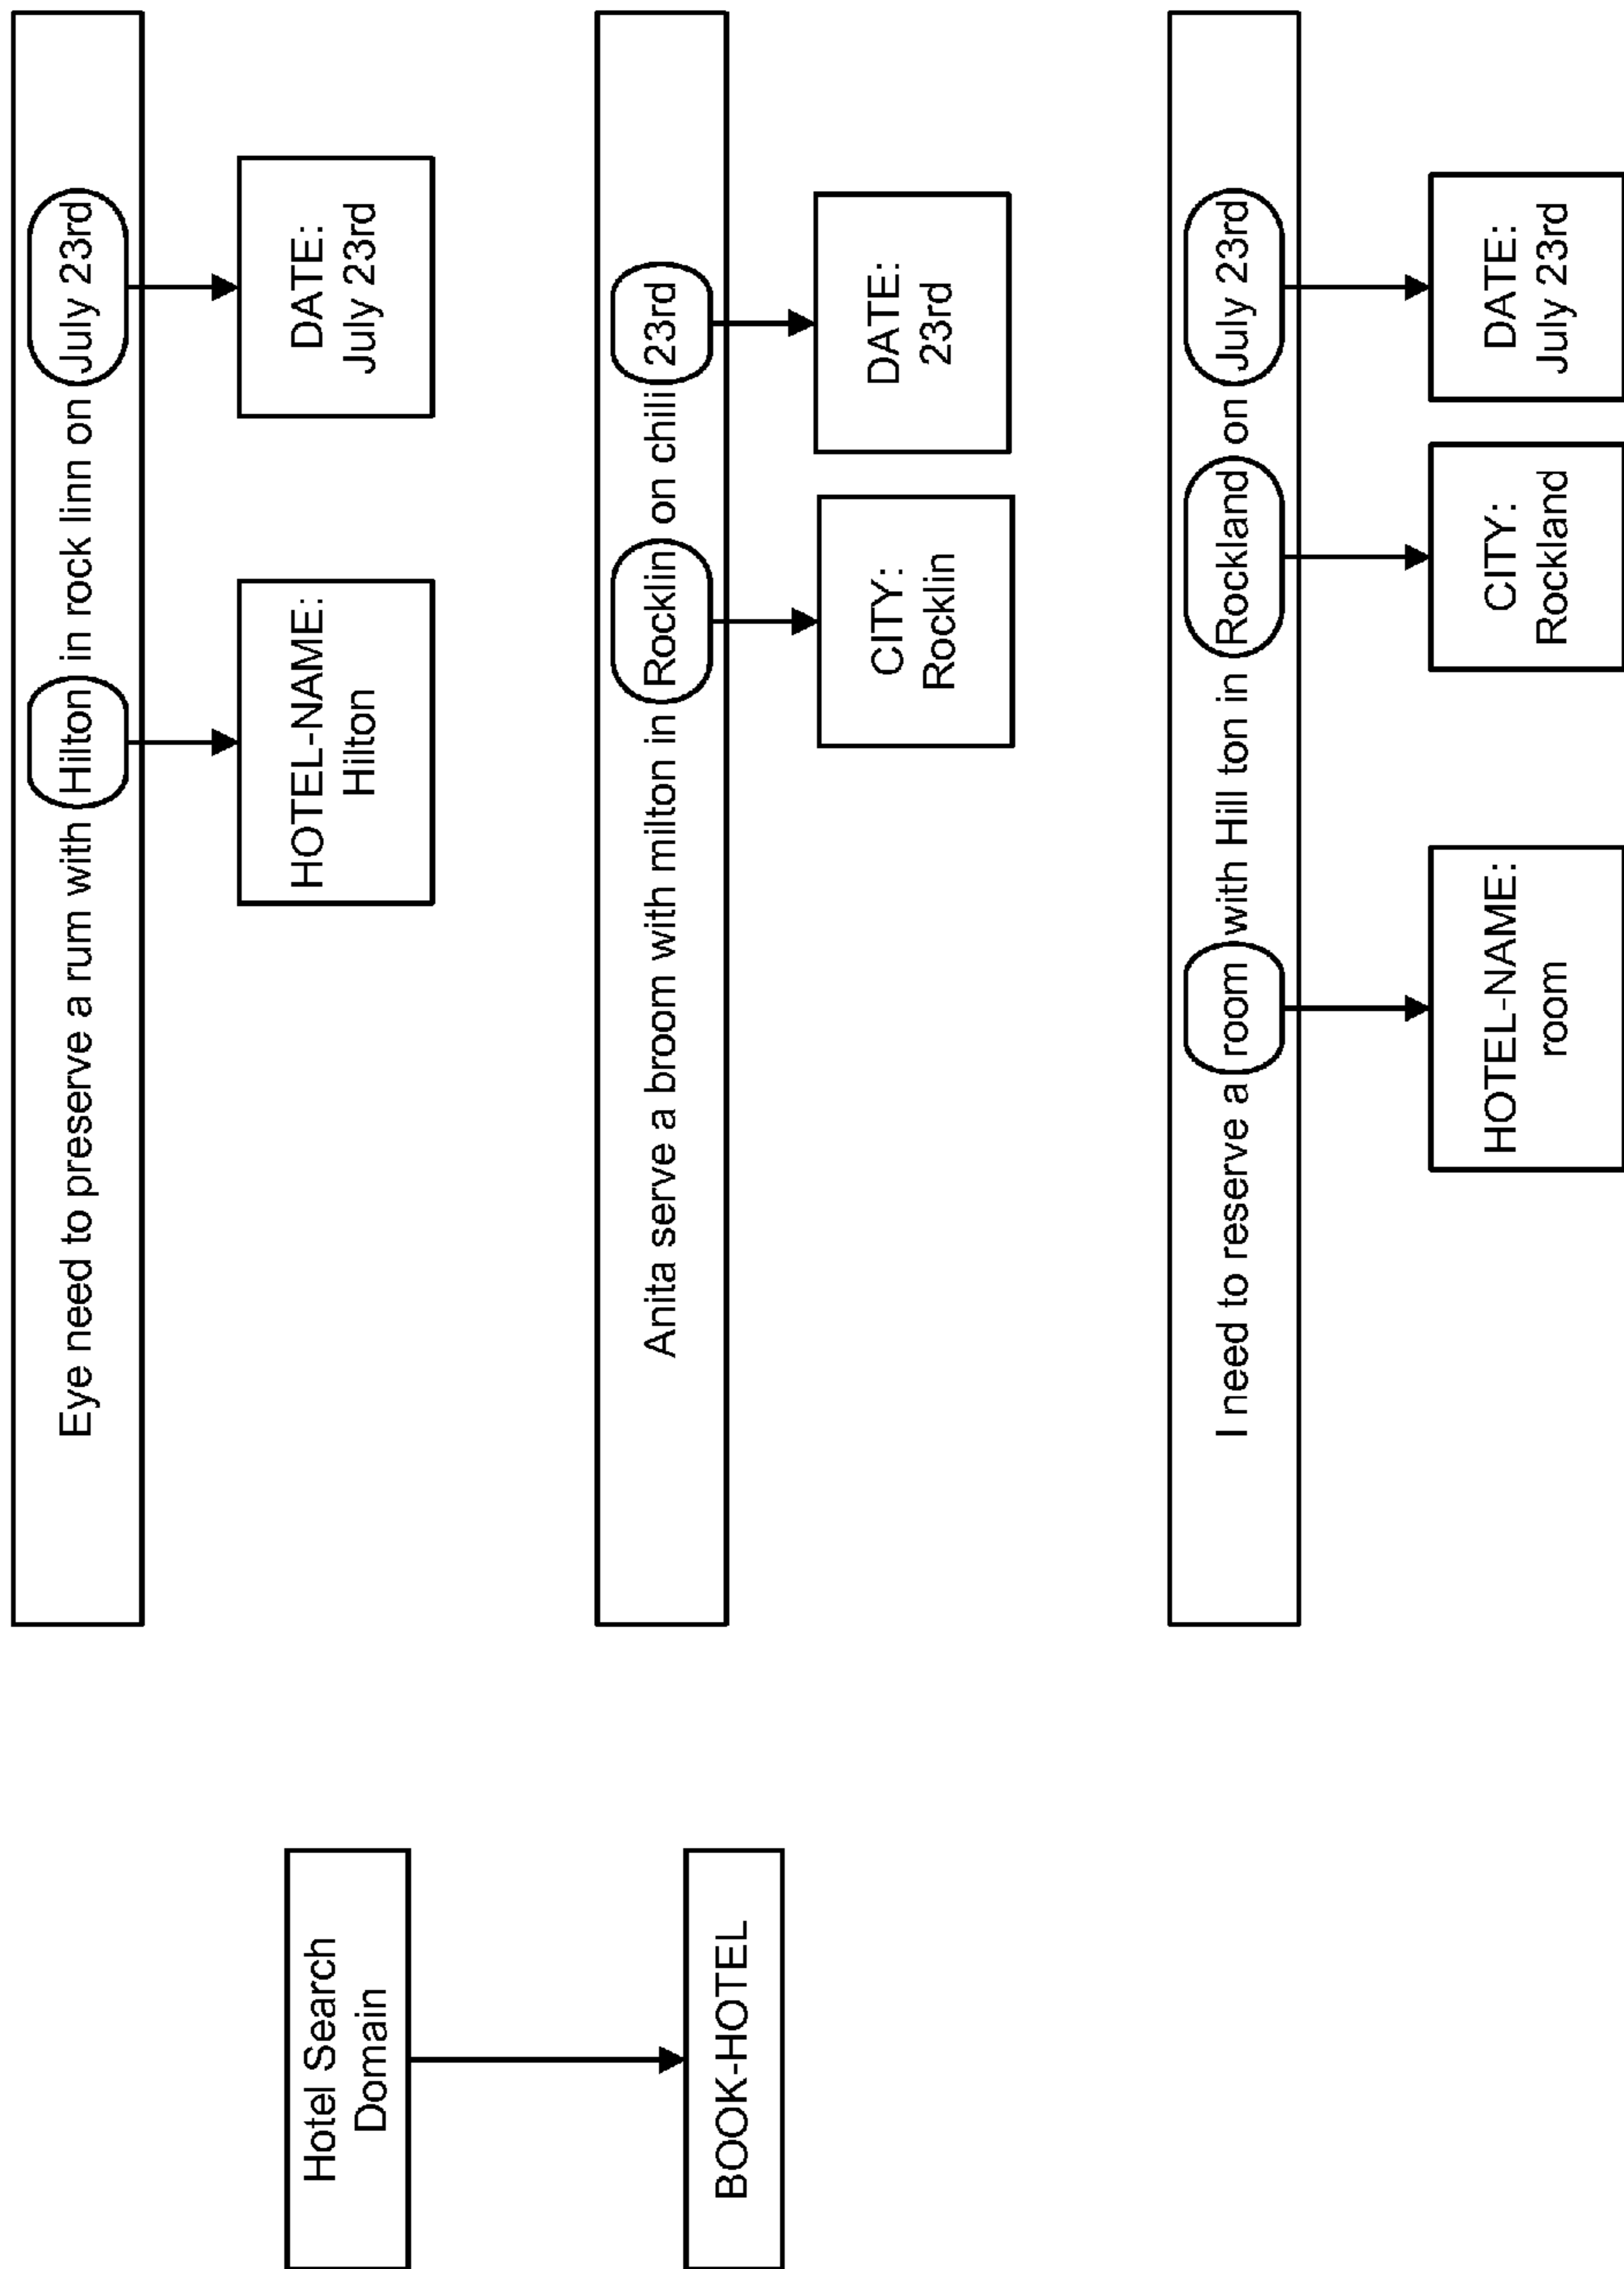 Hotel Search
Domain
BOOK-HOTEL
Eye need to preserve a rum with Hilton in rock linn on July 23rd
HOTEL-NAME:
Hilton
DATE:
July 23rd
Anita serve a broom with milton in Rocklin on chili 23rd
CITY:
Rocklin
DATE:
23rd
I need to reserve a room with Hill ton in Rockland on July 23rd
HOTEL-NAME:
room
CITY:
Rockland
DATE:
July 23rd